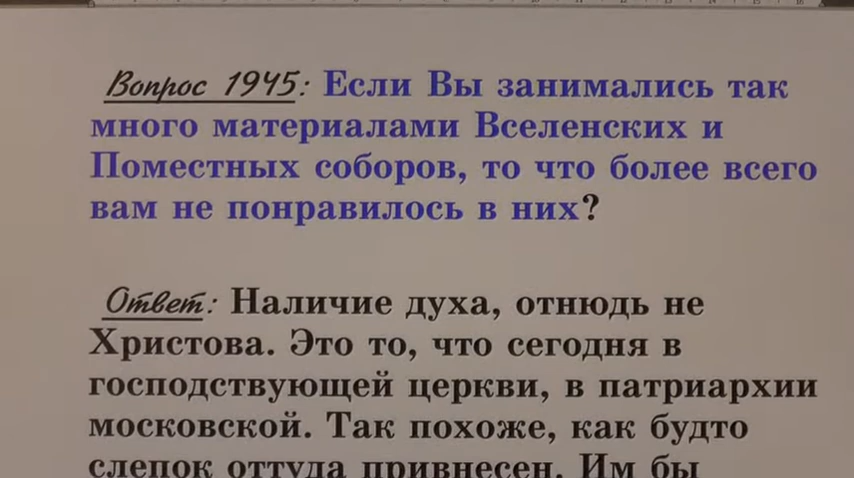 Вопрос 1945: Если Вы занимались так
много материалами Вселенских и
Поместных соборов, то что более всего
вам не понравилось в них?
Ответ: Наличие духа, отнюдь не
Христова. Это то, что сегодня в
господствующей церкви, в патриархии
московской. Так похоже, как будто
слепок оттуда привнесен. Им бы